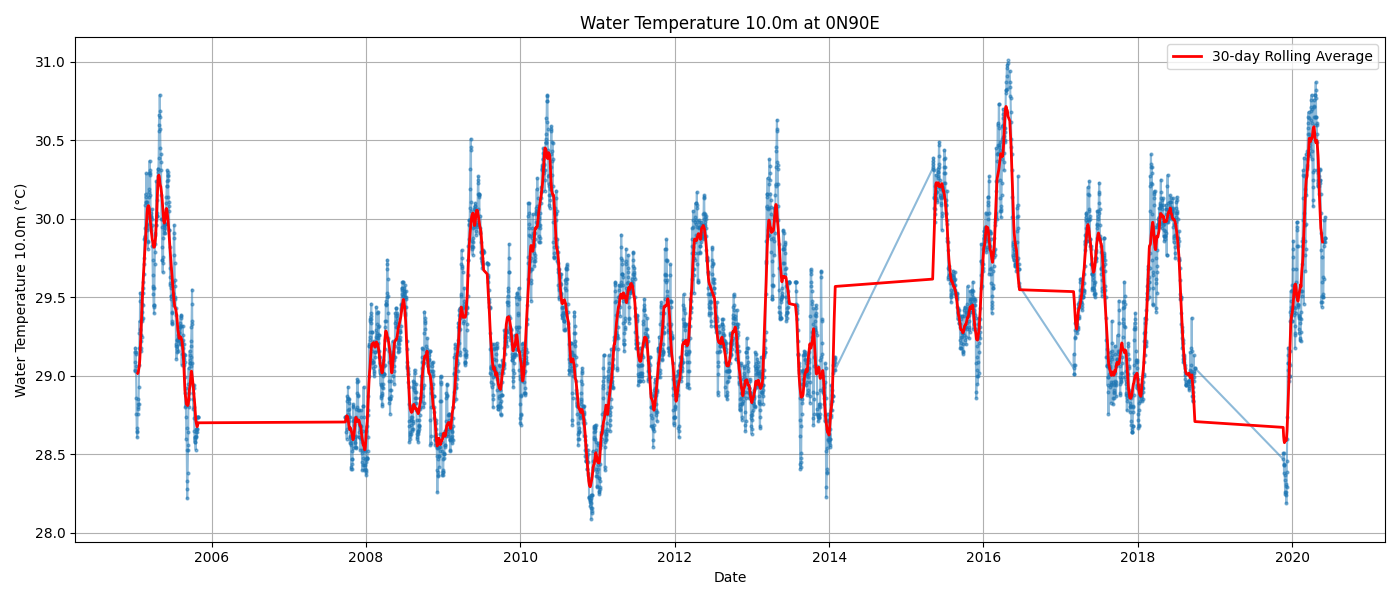 Water Temperature 10.0m at 0N90E
30-day Rolling Average
Water Temperature 10.0m (°C)
31.0
30.5
30.0
29.5
29.0
28.5
28.0
2006 2008 2010 2012 2014 2016 2018 2020
Date